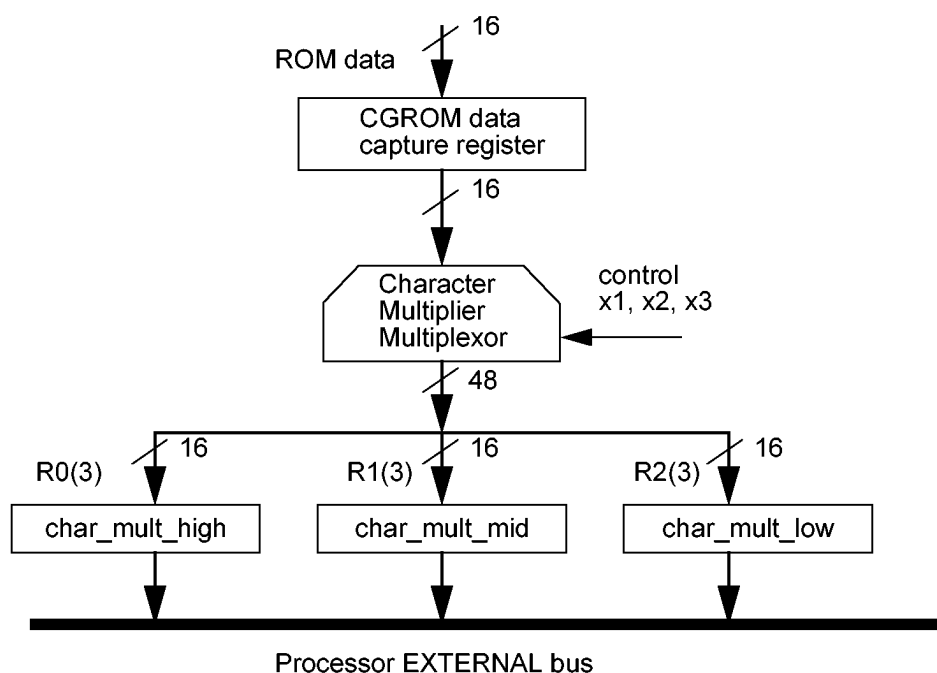 16
ROM data
CGROM data
capture register
16
Character
Multiplier
Multiplexor
control
x1, x2, x3
48
16
16
16
R0(3)
R1(3)
R2(3)
char_mult_high
char_mult_mid
char_mult_low
Processor EXTERNAL bus